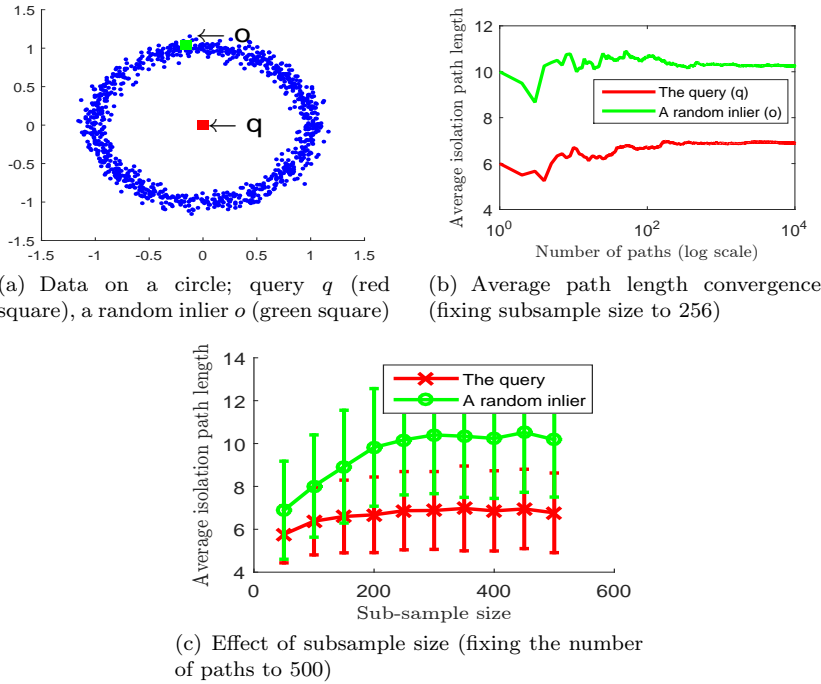 1.5
1
0.5
0
-0.5
-1
-1.5
-1.5 -1 -0.5 0 0.5 1 1.5
← o
← q
(a) Data on a circle; query q (red
square), a random inlier o (green square)
Average isolation path length
12
10
8
6
4
The query (q)
A random inlier (o)
10^0 10^2 10^4
Number of paths (log scale)
(b) Average path length convergence
(fixing subsample size to 256)
Average isolation path length
14
12
10
8
6
4
The query
A random inlier
0 200 400 600
Sub-sample size
(c) Effect of subsample size (fixing the number
of paths to 500)